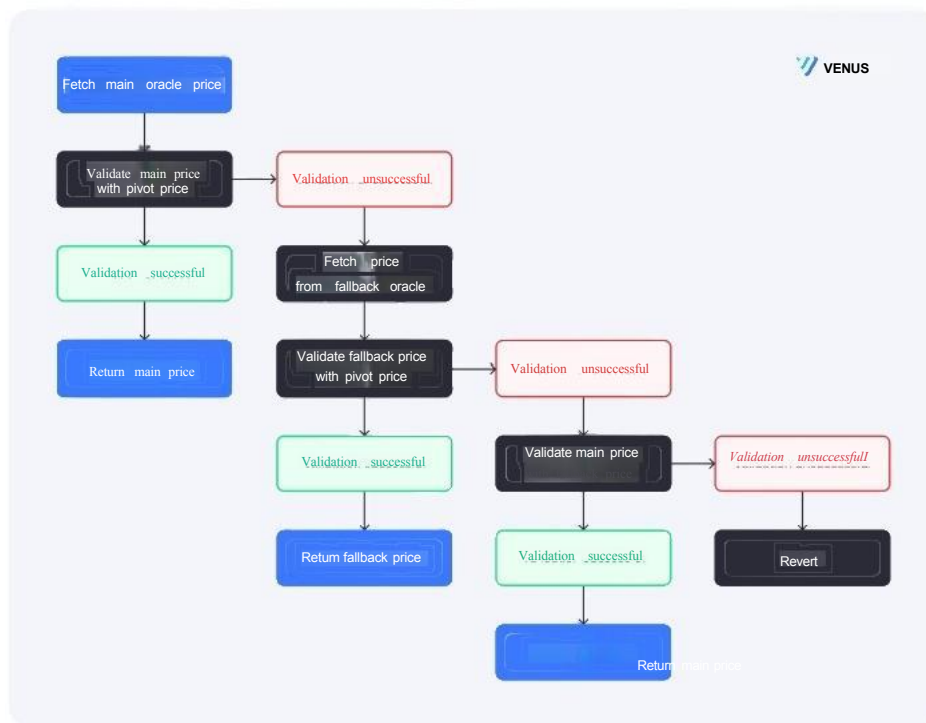 VENUS
Fetch main oracle price
Validate main price
with pivot price
Validation unsuccessful
Validation successful
Fetch price
from fallback oracle
Return main price
Validate fallback price
with pivot price
Validation unsuccessful
Validation successful
Validate main price
Validation unsuccessfulI
Return fallback price
Validation successful
Revert
Return main price